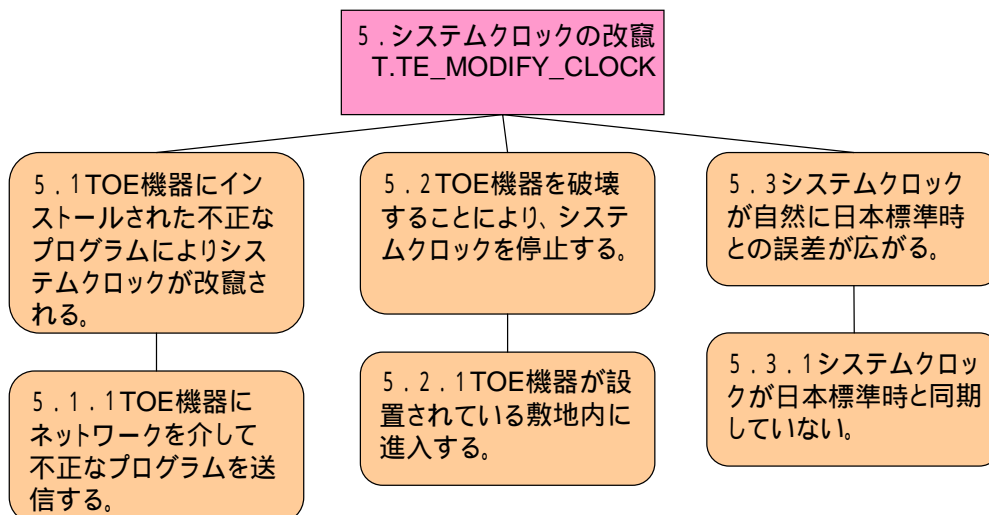 ５．システムクロックの改竄
T.TE_MODIFY_CLOCK
５．１TOE機器にイン
ストールされた不正な
プログラムによりシス
テムクロックが改竄さ
れる。
５．２TOE機器を破壊
することにより、システ
ムクロックを停止する。
５．３システムクロック
が自然に日本標準時
との誤差が広がる。
５．１．１TOE機器に
ネットワークを介して
不正なプログラムを送
信する。
５．２．１TOE機器が設
置されている敷地内に
進入する。
５．３．１システムクロッ
クが日本標準時と同期
していない。